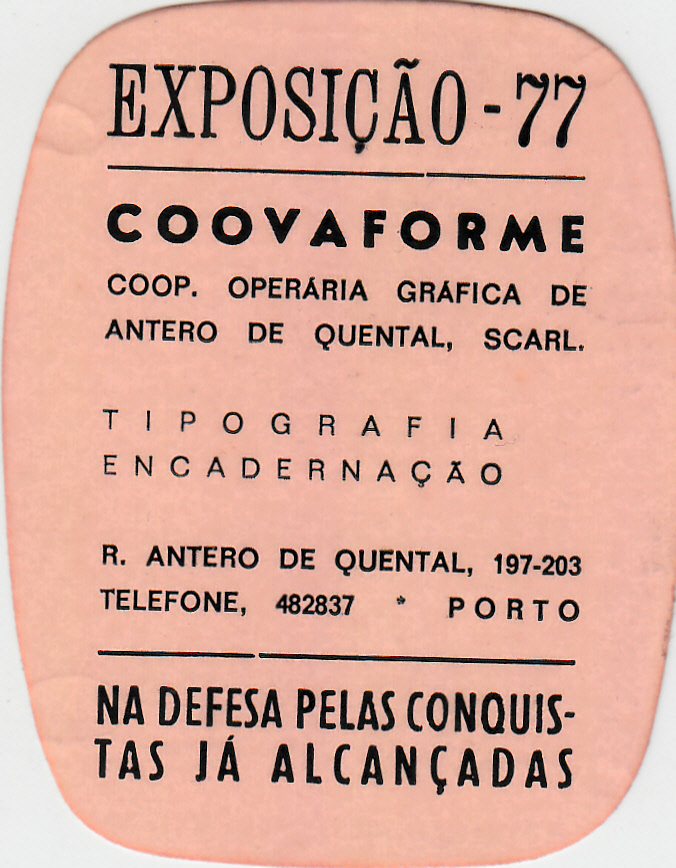 EXPOSIÇÃO - 77
COOVAFORME
COOP. OPERÁRIA GRÁFICA DE
ANTERO DE QUENTAL, SCARL.
TIPOGRAFIA
ENCADERNAÇÃO
R. ANTERO DE QUENTAL, 197-203
TELEFONE, 482837 * PORTO
NA DEFESA PELAS CONQUIS-
TAS JÁ ALCANÇADAS